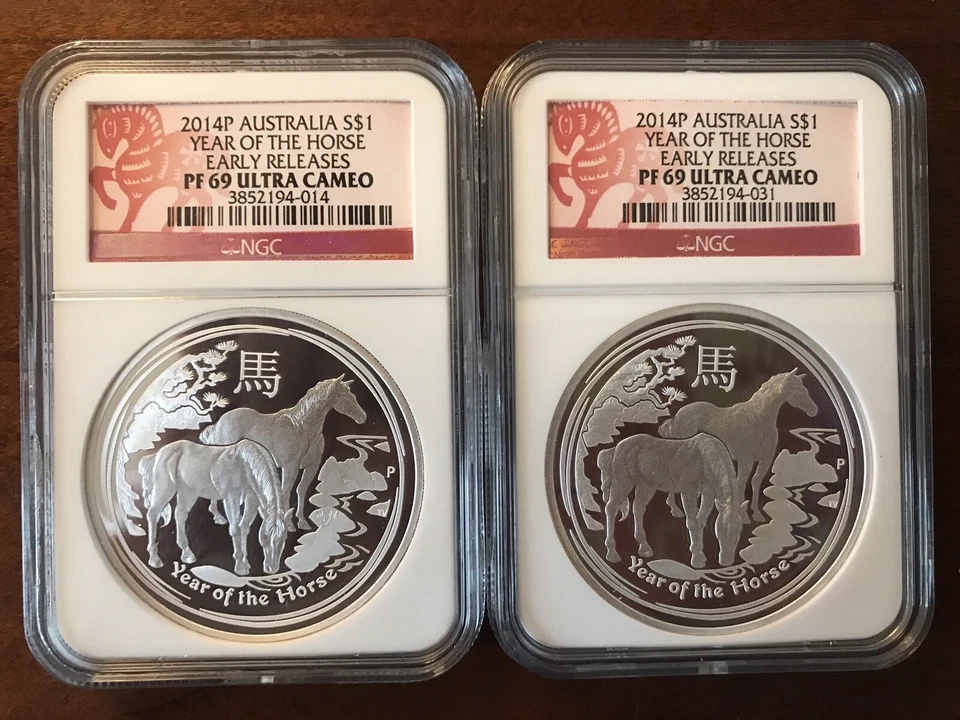 2014P AUSTRALIA S$1
YEAR OF THE HORSE
EARLY RELEASES
PF 69 ULTRA CAMEO
3852194-014
NGC
馬
P
Year of the Horse
2014P AUSTRALIA S$1
YEAR OF THE HORSE
EARLY RELEASES
PF 69 ULTRA CAMEO
3852194-031
NGC
馬
P
Year of the Horse